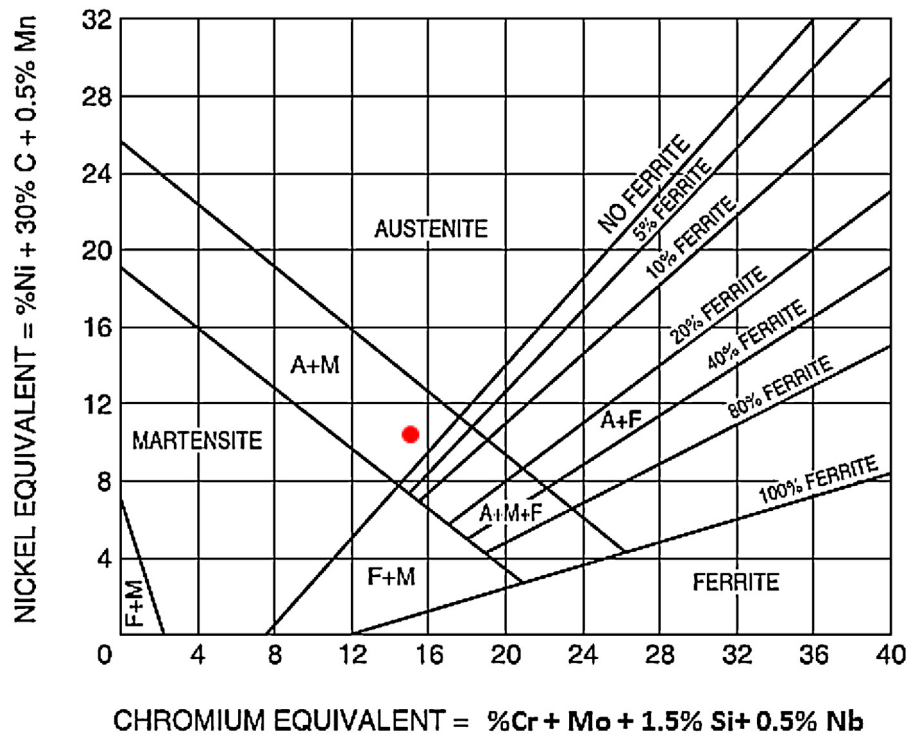 NICKEL EQUIVALENT = %Ni + 30% C + 0.5% Mn
32
28
24
20
16
12
8
4
0
4
8
12
16
20
24
28
32
36
40
AUSTENITE
A+M
MARTENSITE
F+M
F+M
A+M+F
A+F
FERRITE
NO FERRITE
5% FERRITE
10% FERRITE
20% FERRITE
40% FERRITE
80% FERRITE
100% FERRITE
CHROMIUM EQUIVALENT = %Cr + Mo + 1.5% Si+ 0.5% Nb